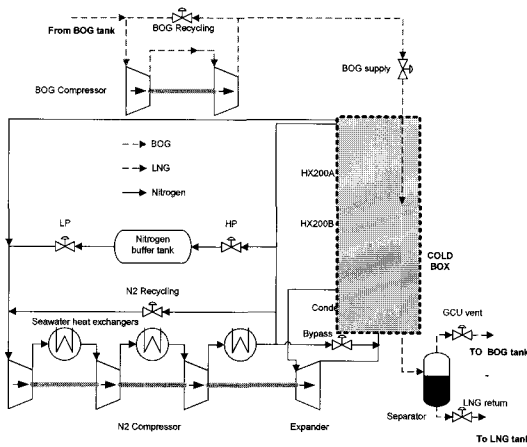 From BOG tank
BOG Recycling
BOG supply
BOG Compressor
BOG
LNG
Nitrogen
HX200A
HX200B
LP
HP
Nitrogen
buffer tank
COLD
BOX
N2 Recycling
Conde
GCU vent
Seawater heat exchangers
Bypass
TO BOG tank
LNG return
Separator
N2 Compressor
Expander
To LNG tank